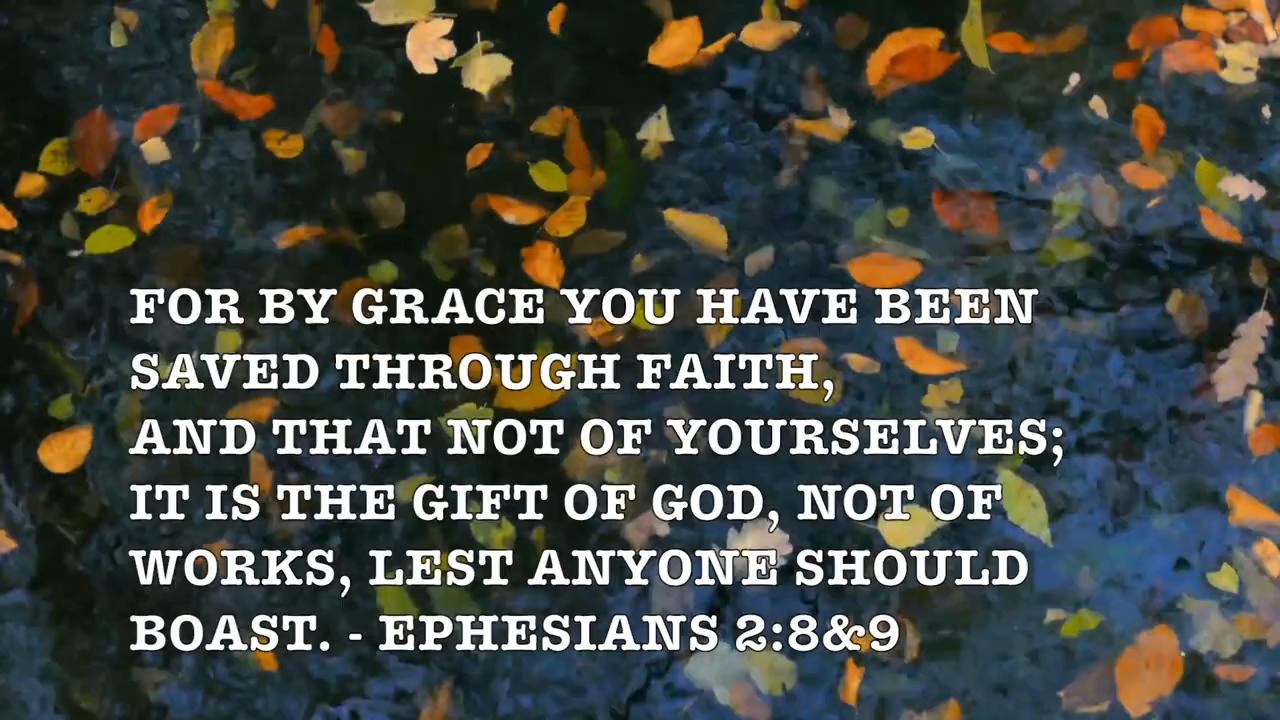 FOR BY GRACE YOU HAVE BEEN
SAVED THROUGH FAITH,
AND THAT NOT OF YOURSELVES;
IT IS THE GIFT OF GOD, NOT OF
WORKS, LEST ANYONE SHOULD
BOAST. - EPHESIANS 2:8&9